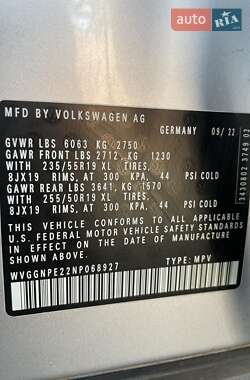 auto.RIA
.com
MFD BY VOLKSWAGEN AG
GERMANY 09/22
GVWR LBS 6063 KG 2750
GAWR FRONT LBS 2712, KG 1230
WITH 235/55R19 XL TIRES,
8JX19 RIMS, AT 300 KPA, 44 PSI COLD
GAWR REAR LBS 3641, KG 1570
WITH 255/50R19 XL TIRES,
8JX19 RIMS, AT 300 KPA, 44 PSI COLD
THIS VEHICLE CONFORMS TO ALL APPLICABLE
U.S. FEDERAL MOTOR VEHICLE SAFETY STANDARDS
IN EFFECT ON THE DATE OF MANUFACTURE
SHOWN ABOVE.
WVGGNPE22NP068927 TYPE: MPV